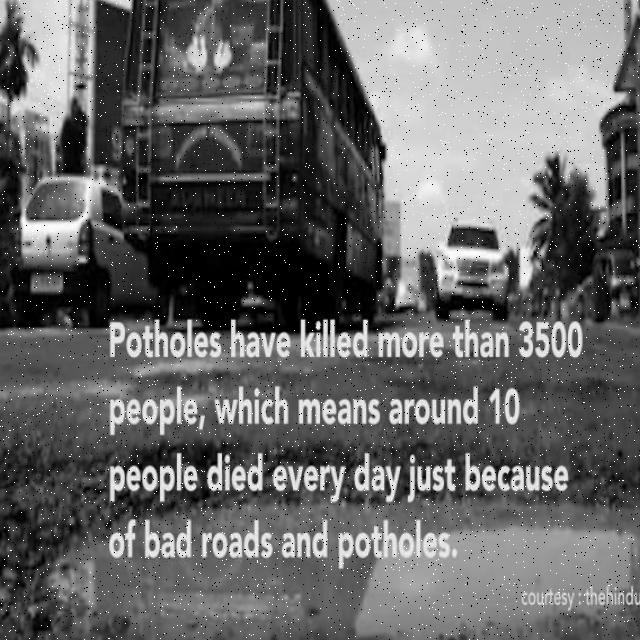 Potholes have killed more than 3500
people, which means around 10
people died every day just because
of bad roads and potholes.
courtesy : thehindu